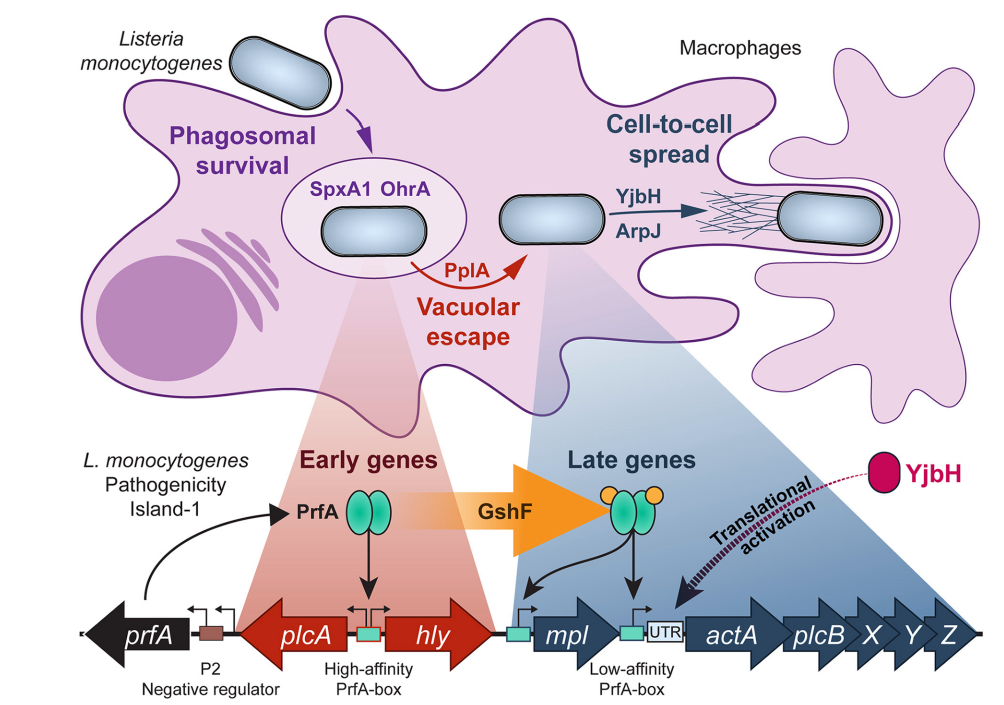 Listeria
monocytogenes
Macrophages
Phagosomal
survival
Cell-to-cell
spread
SpxA1 OhrA
YjbH
ArpJ
PplA
Vacuolar
escape
L. monocytogenes
Pathogenicity
Island-1
Early genes
Late genes
YjbH
PrfA
GshF
Translational
activation
prfA
plcA
hly
mpl
UTR
actA
plcB
X
Y
Z
P2
Negative regulator
High-affinity
PrfA-box
Low-affinity
PrfA-box